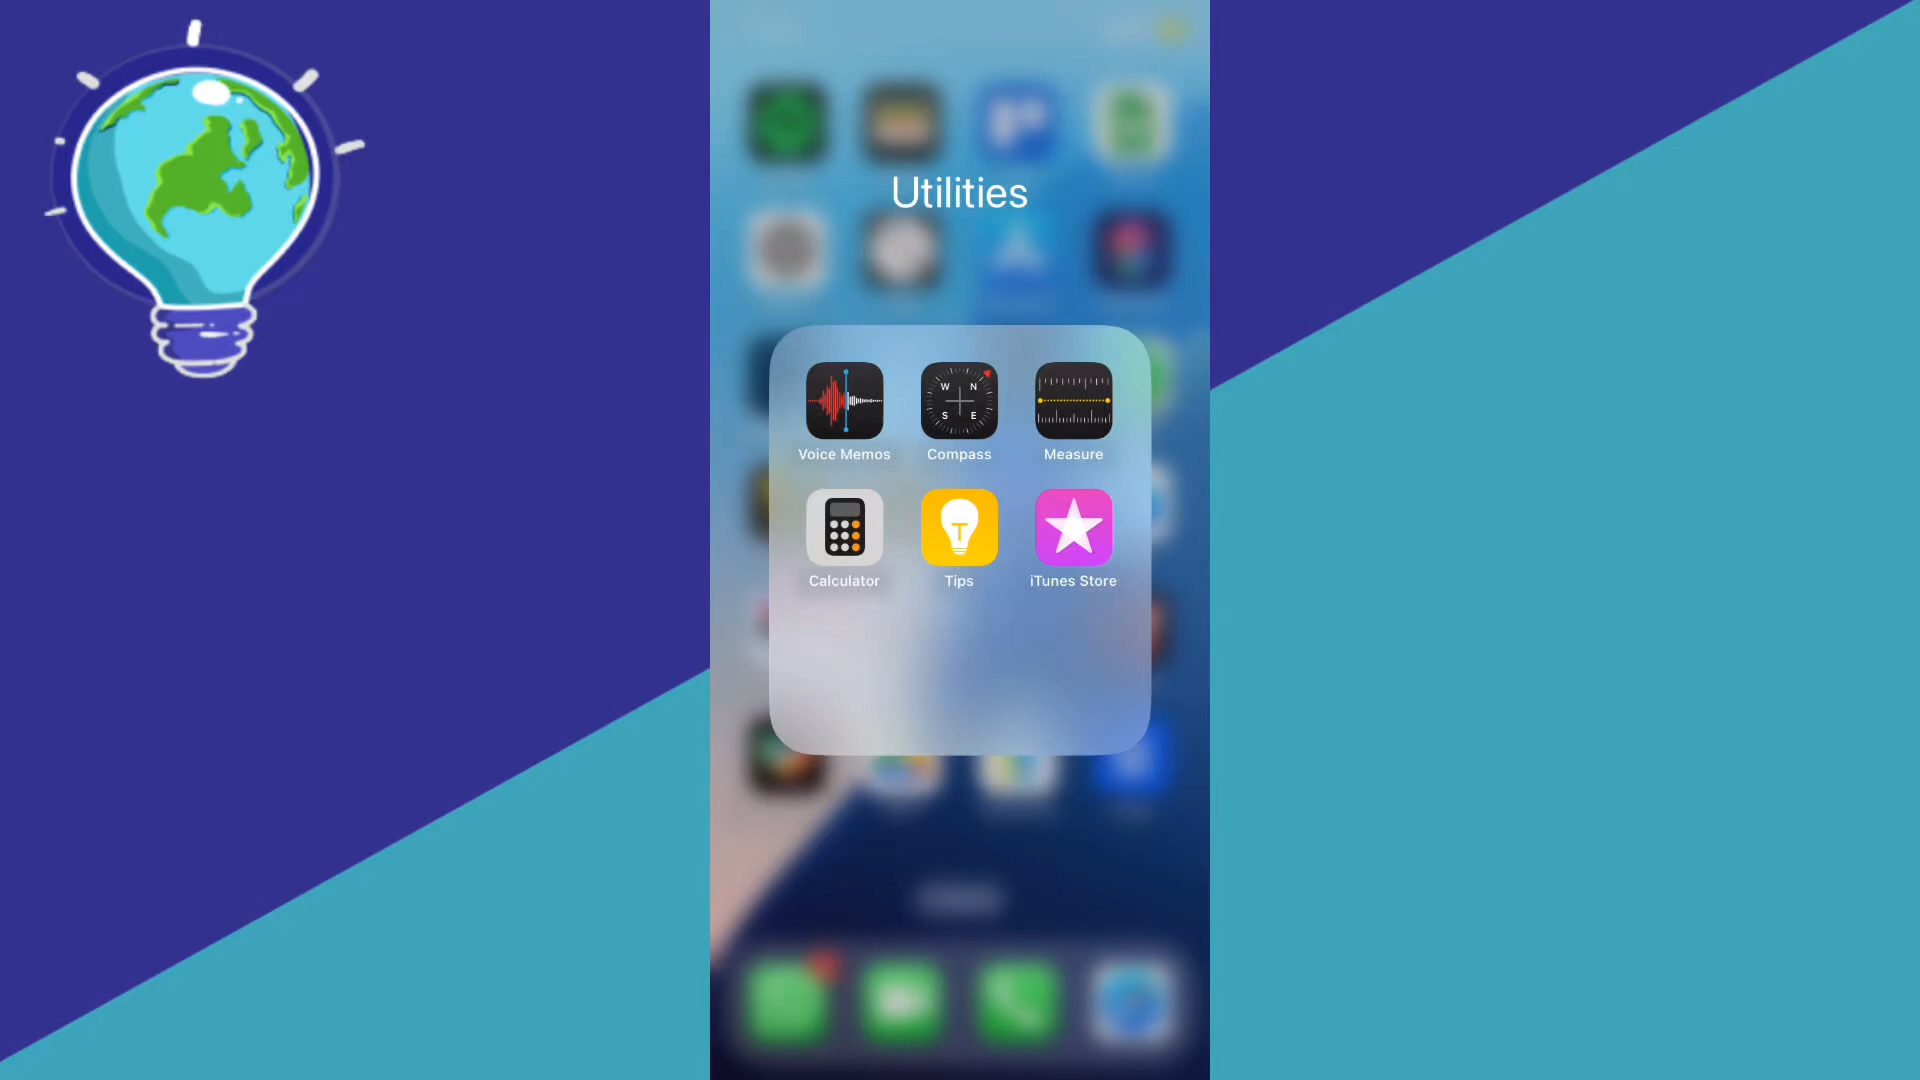 Utilities
W N
S E
Voice Memos
Compass
Measure
T
Calculator
Tips
iTunes Store